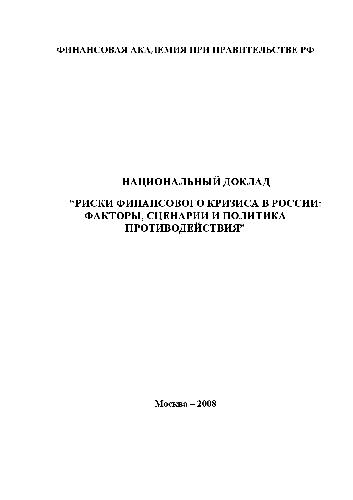 ФИНАНСОВАЯ АКАДЕМИЯ ПРИ ПРАВИТЕЛЬСТВЕ РФ
НАЦИОНАЛЬНЫЙ ДОКЛАД
“РИСКИ ФИНАНСОВОГО КРИЗИСА В РОССИИ:
ФАКТОРЫ, СЦЕНАРИИ И ПОЛИТИКА
ПРОТИВОДЕЙСТВИЯ”
Москва – 2008